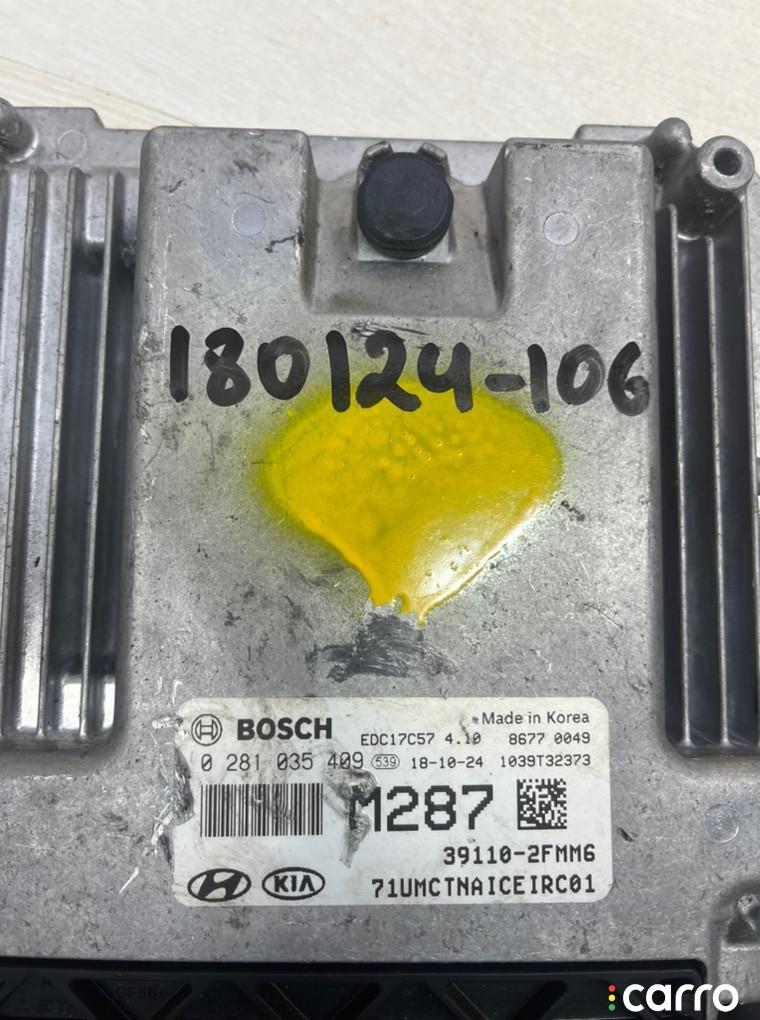 180124-106
BOSCH
Made in Korea
EDC17C57 4.10 8677 0049
0 281 035 409 539 18-10-24 1039T32373
M287
39110-2FMM6
KIA
71UMCTNAICEIRC01
carro